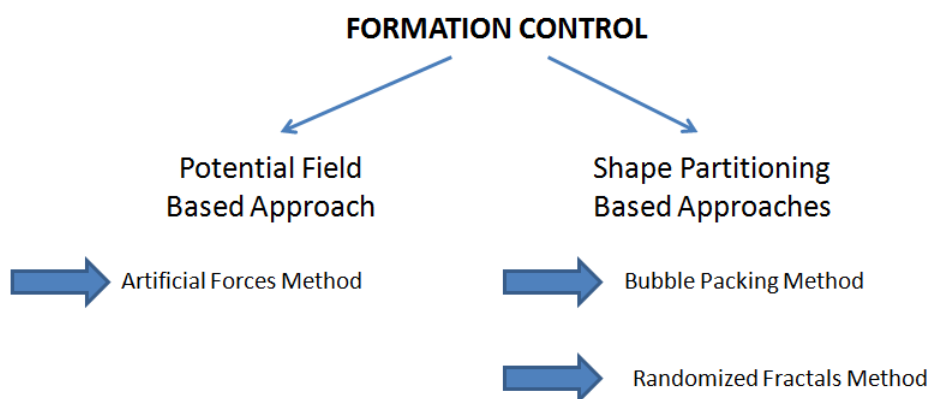 FORMATION CONTROL
Potential Field
Based Approach
Artificial Forces Method
Shape Partitioning
Based Approaches
Bubble Packing Method
Randomized Fractals Method